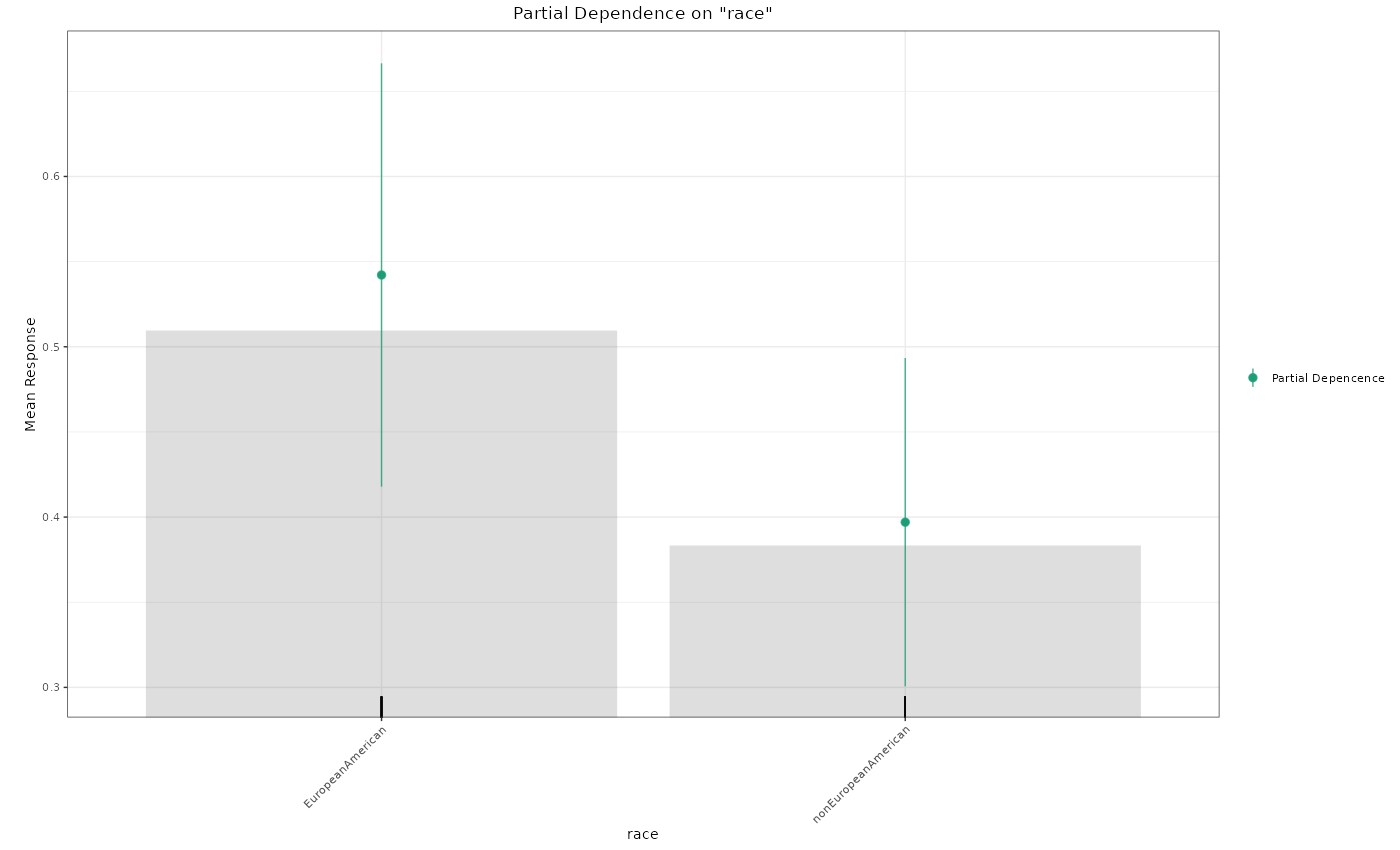 Partial Dependence on "race"
Mean Response
0.6
0.5
0.4
0.3
EuropeanAmerican
nonEuropeanAmerican
race
Partial Depencence